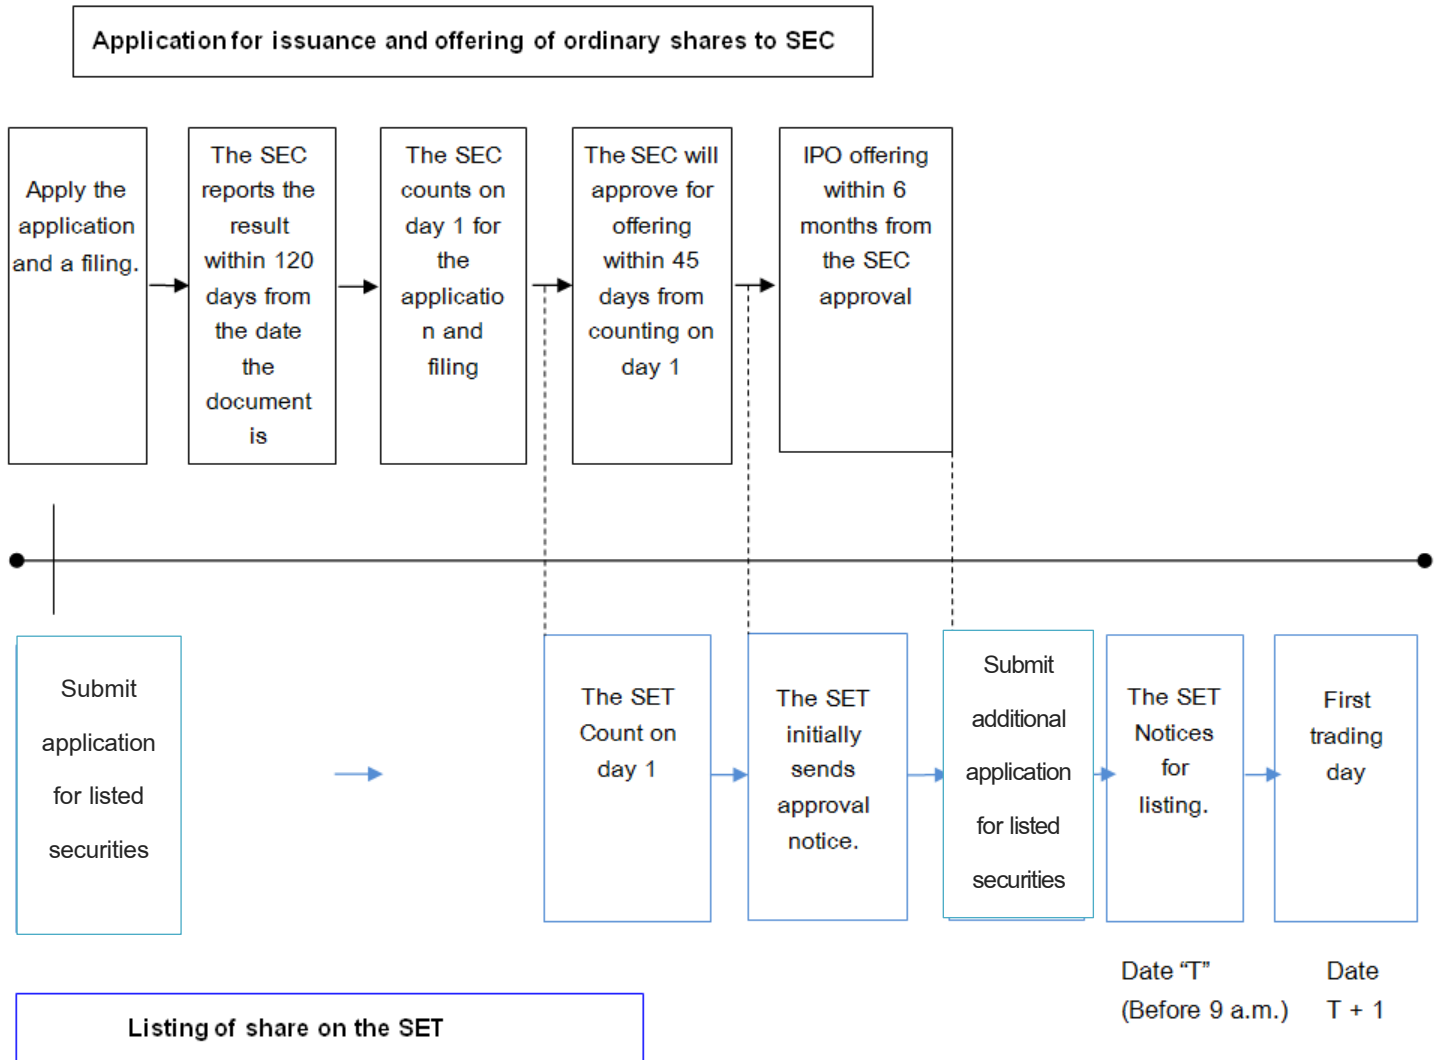 Application for issuance and offering of ordinary shares to SEC
Apply the
application
and a filing.
The SEC
reports the
result
within 120
days from
the date
the
document
is
The SEC
counts on
day 1 for
the
applicatio
n and
filing
The SEC will
approve for
offering
within 45
days from
counting on
day 1
IPO offering
within 6
months from
the SEC
approval
Submit
application
for listed
securities
The SET
Count on
day 1
The SET
initially
sends
approval
notice.
Submit
additional
application
for listed
securities
The SET
Notices
for
listing.
First
trading
day
Date “T”
(Before 9 a.m.)
Date
T + 1
Listing of share on the SET